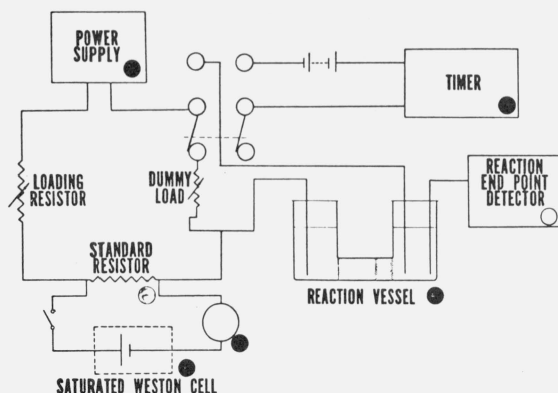 POWER
SUPPLY
TIMER
LOADING
RESISTOR
DUMMY
LOAD
REACTION
END POINT
DETECTOR
STANDARD
RESISTOR
REACTION VESSEL
SATURATED WESTON CELL